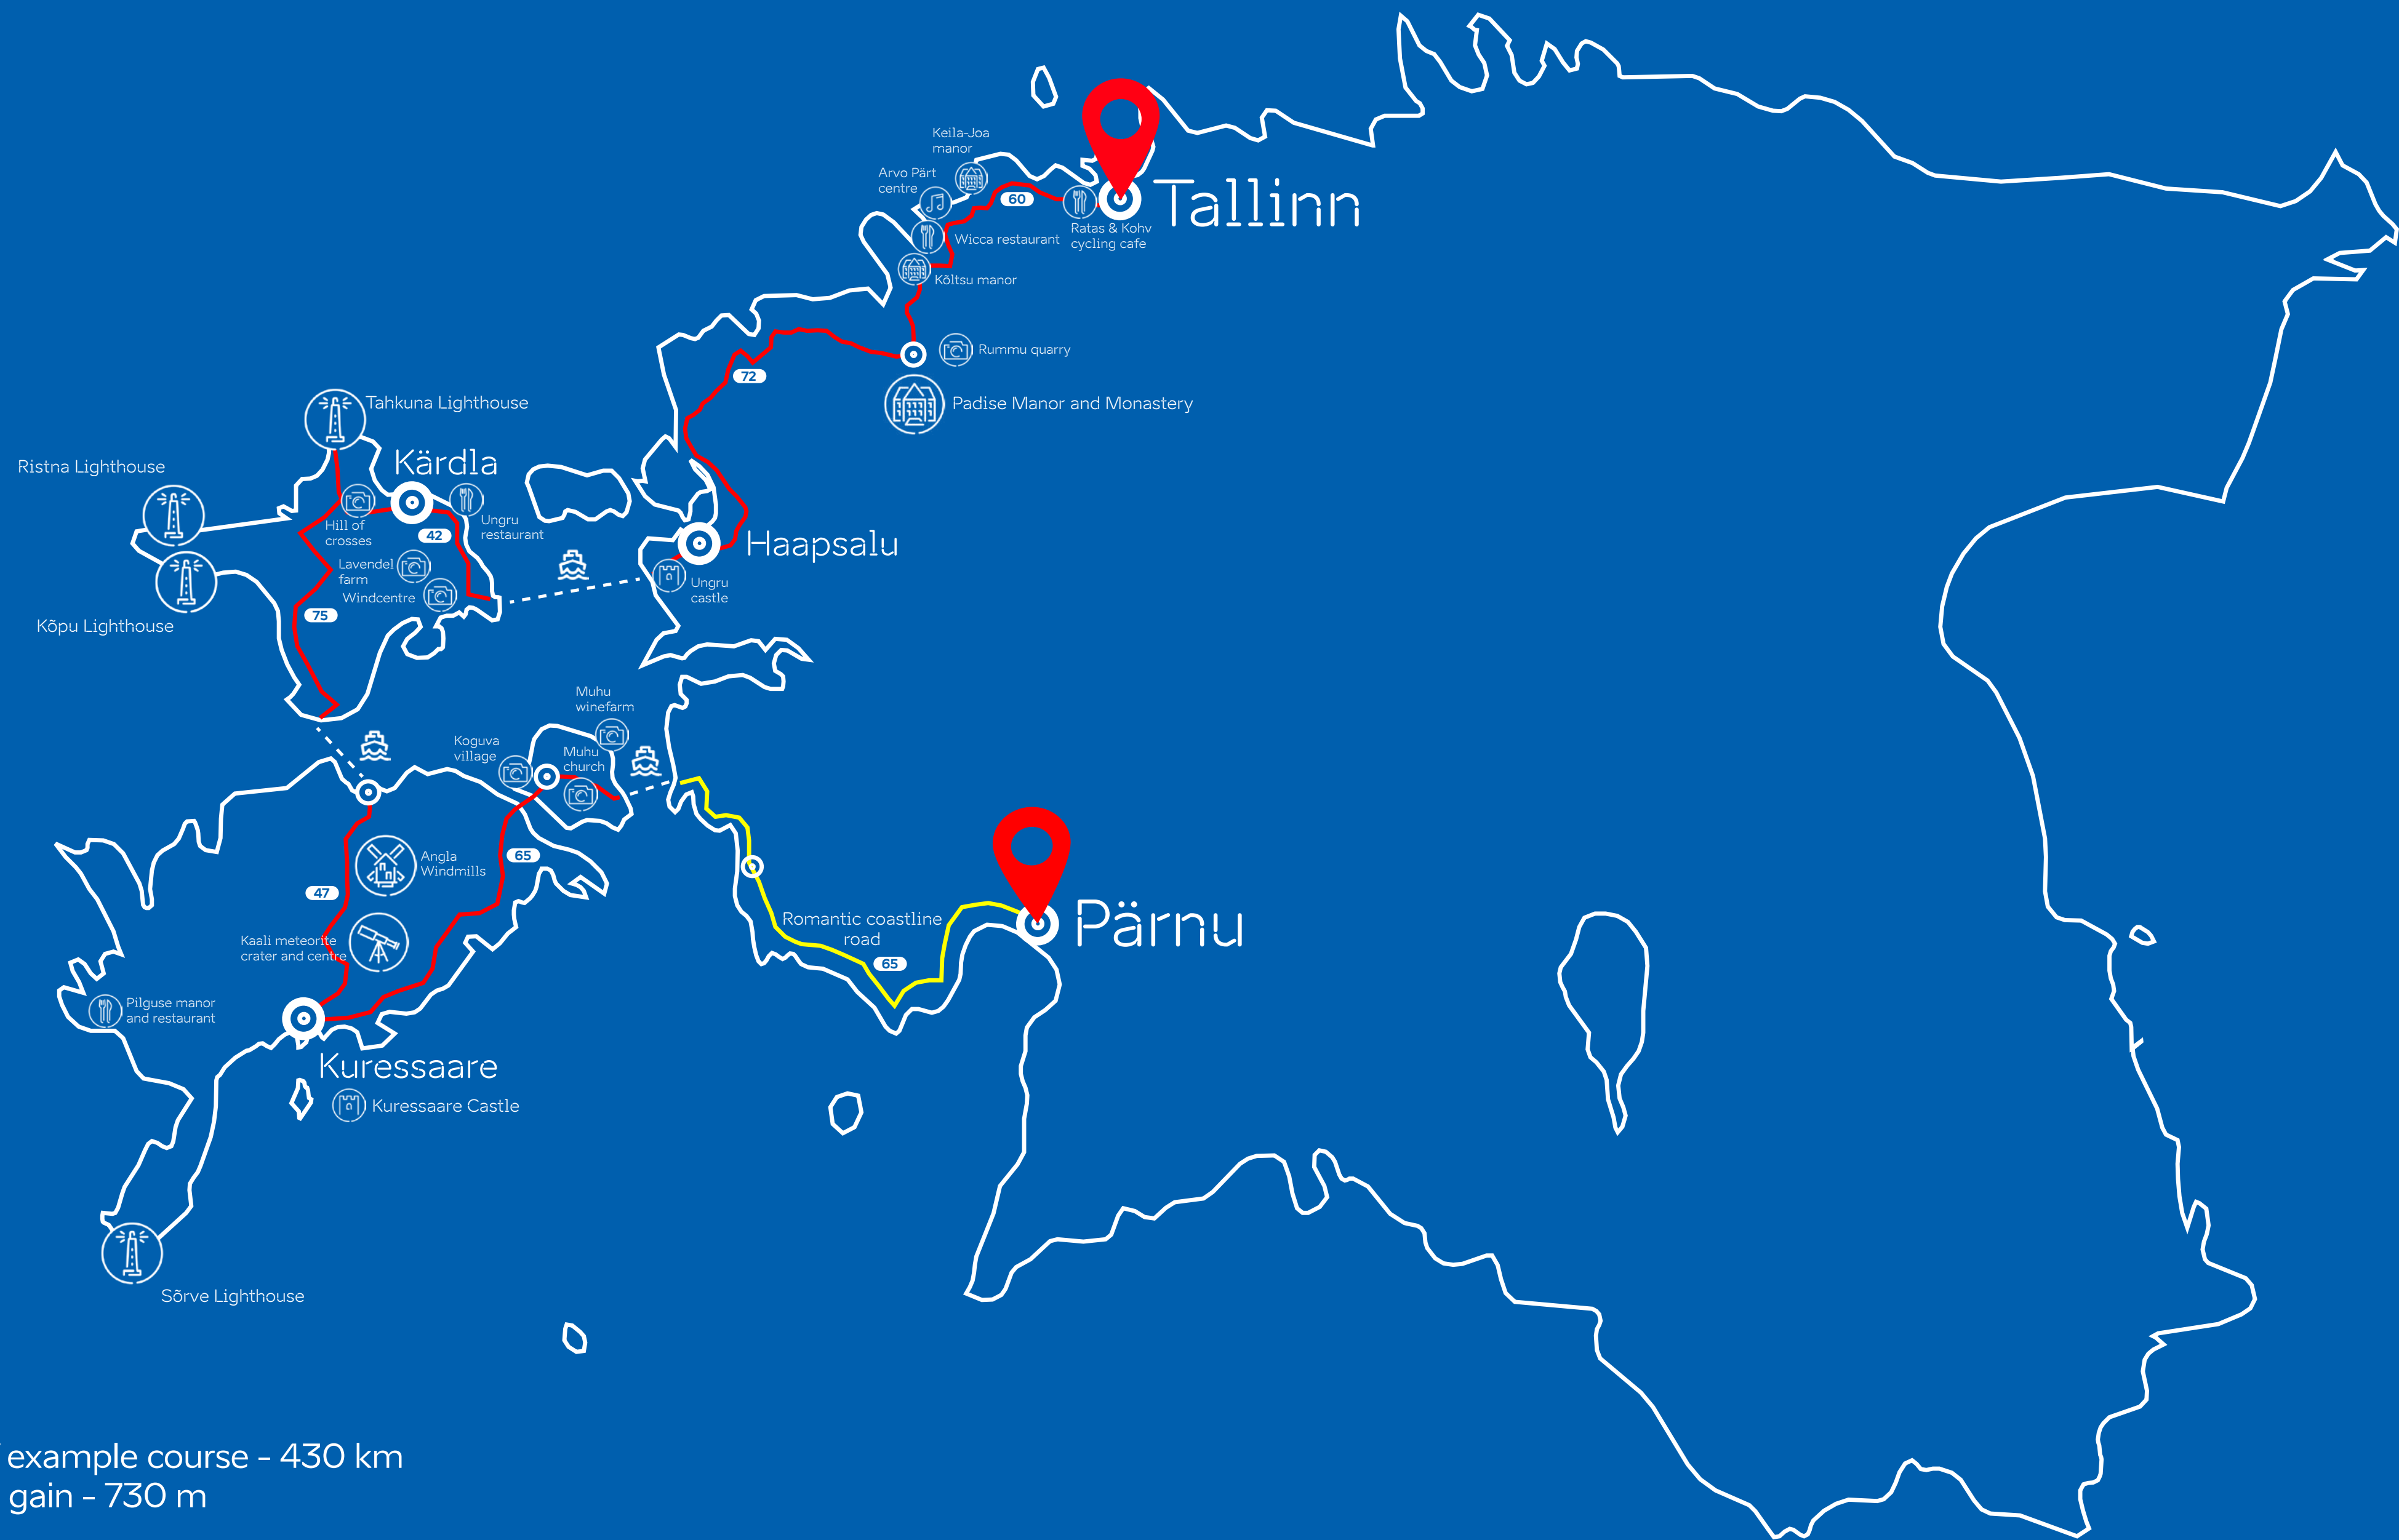 Keila-Joa
manor
Arvo Pärt
centre
60
Tallinn
Ratas & Kohv
cycling cafe
Wicca restaurant
Kõltsu manor
Rummu quarry
72
Padise Manor and Monastery
Tahkuna Lighthouse
Ristna Lighthouse
Kärdla
Hill of
crosses
42
Ungru
restaurant
Haapsalu
Lavendel
farm
Windcentre
Ungru
castle
75
Kõpu Lighthouse
Muhu
winefarm
Koguva
village
Muhu
church
Angla
Windmills
65
47
Romantic coastline
road
65
Pärnu
Kaali meteorite
crater and centre
Pilguse manor
and restaurant
Kuressaare
Kuressaare Castle
Sõrve Lighthouse
example course - 430 km
gain - 730 m